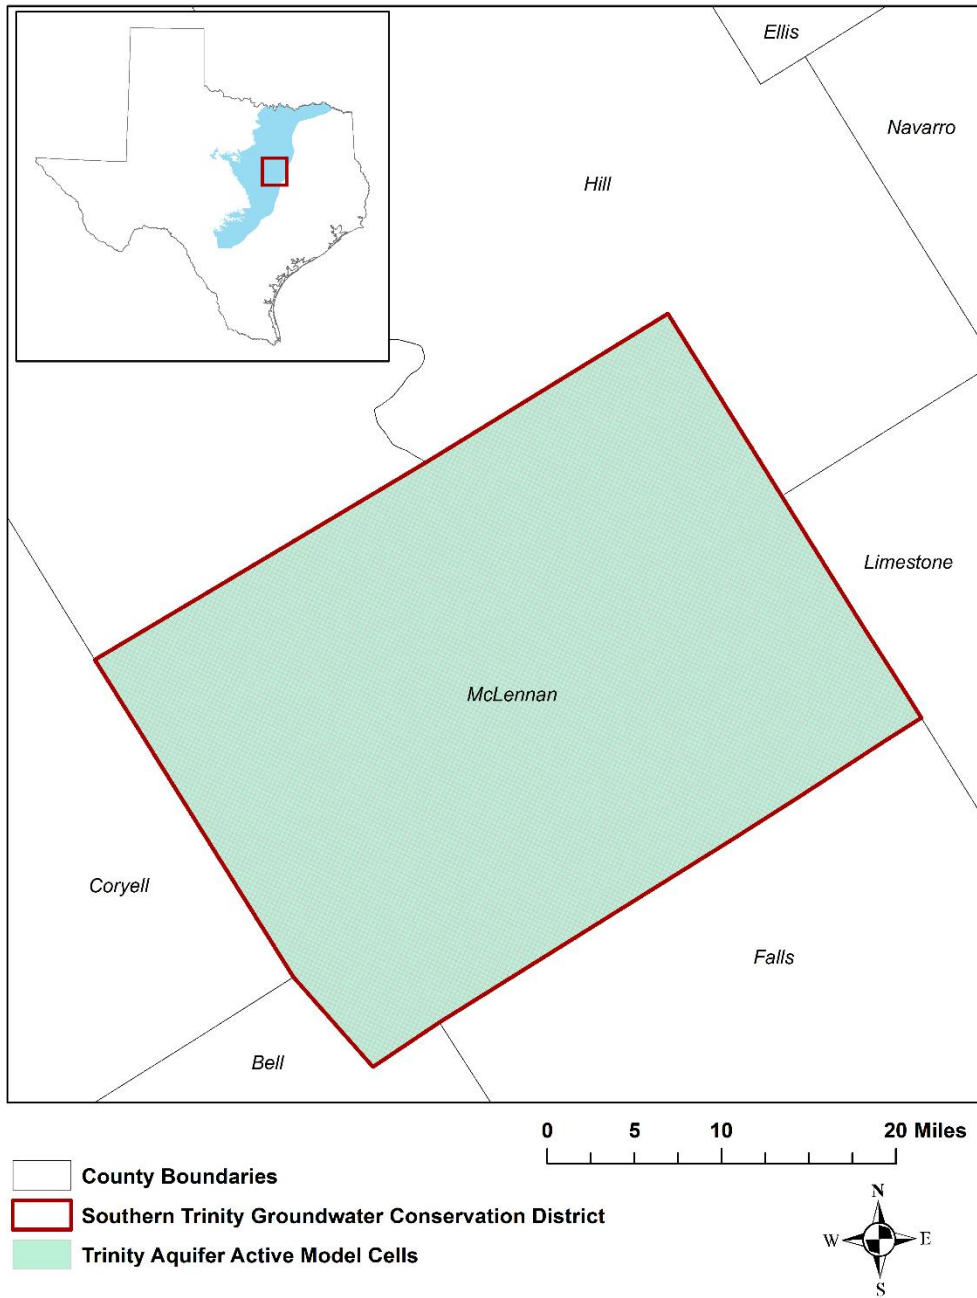 Ellis
Navarro
Hill
Limestone
McLennan
Coryell
Falls
Bell
0 5 10 20 Miles
County Boundaries
Southern Trinity Groundwater Conservation District
Trinity Aquifer Active Model Cells
N
W E
S